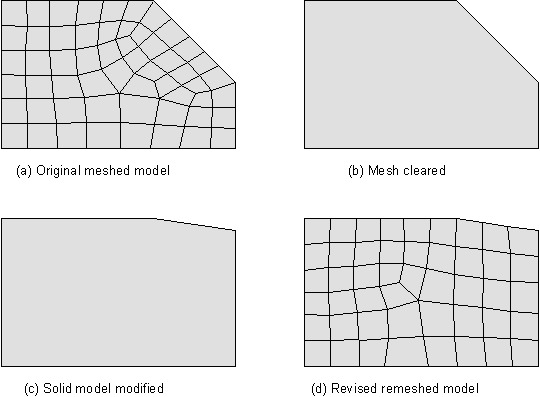 (a) Original meshed model
(b) Mesh cleared
(c) Solid model modified
(d) Revised remeshed model